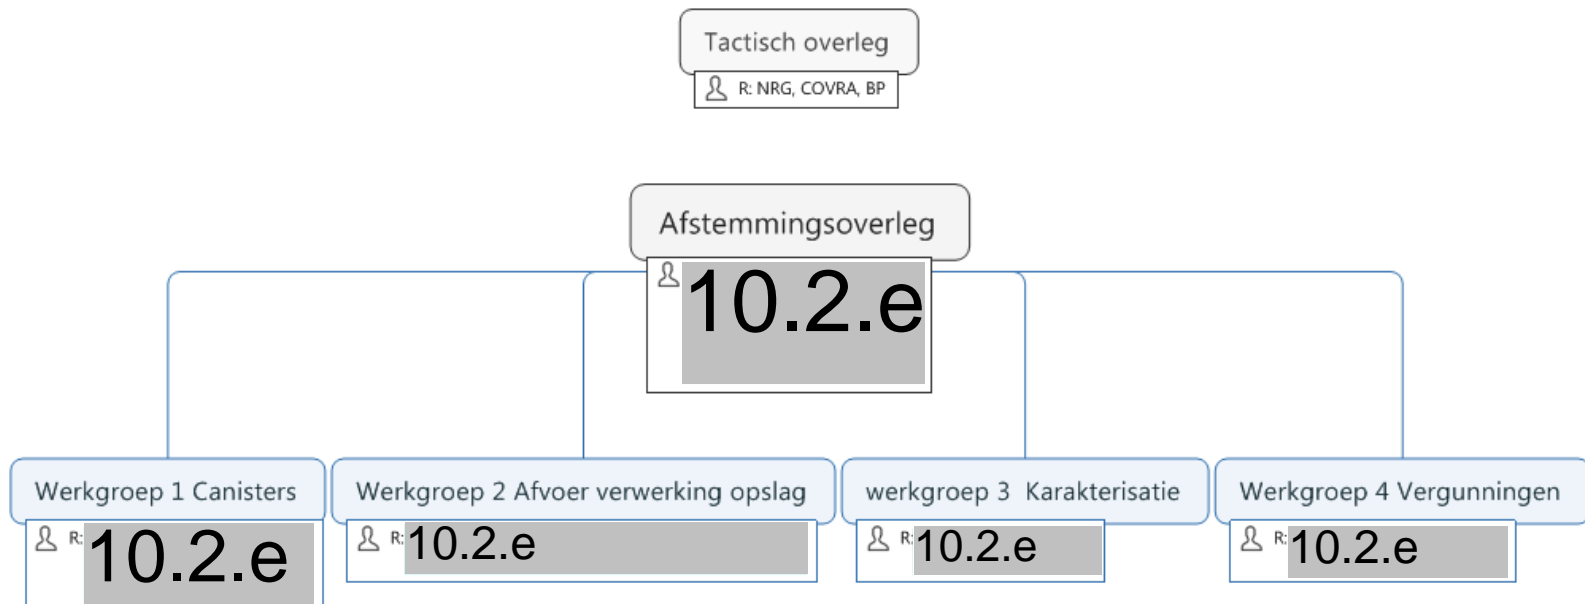 Tactisch overleg
R: NRG, COVRA, BP
Afstemmingsoverleg
10.2.e
Werkgroep 1 Canisters
R: 10.2.e
Werkgroep 2 Afvoer verwerking opslag
R: 10.2.e
werkgroep 3 Karakterisatie
R: 10.2.e
Werkgroep 4 Vergunningen
R: 10.2.e